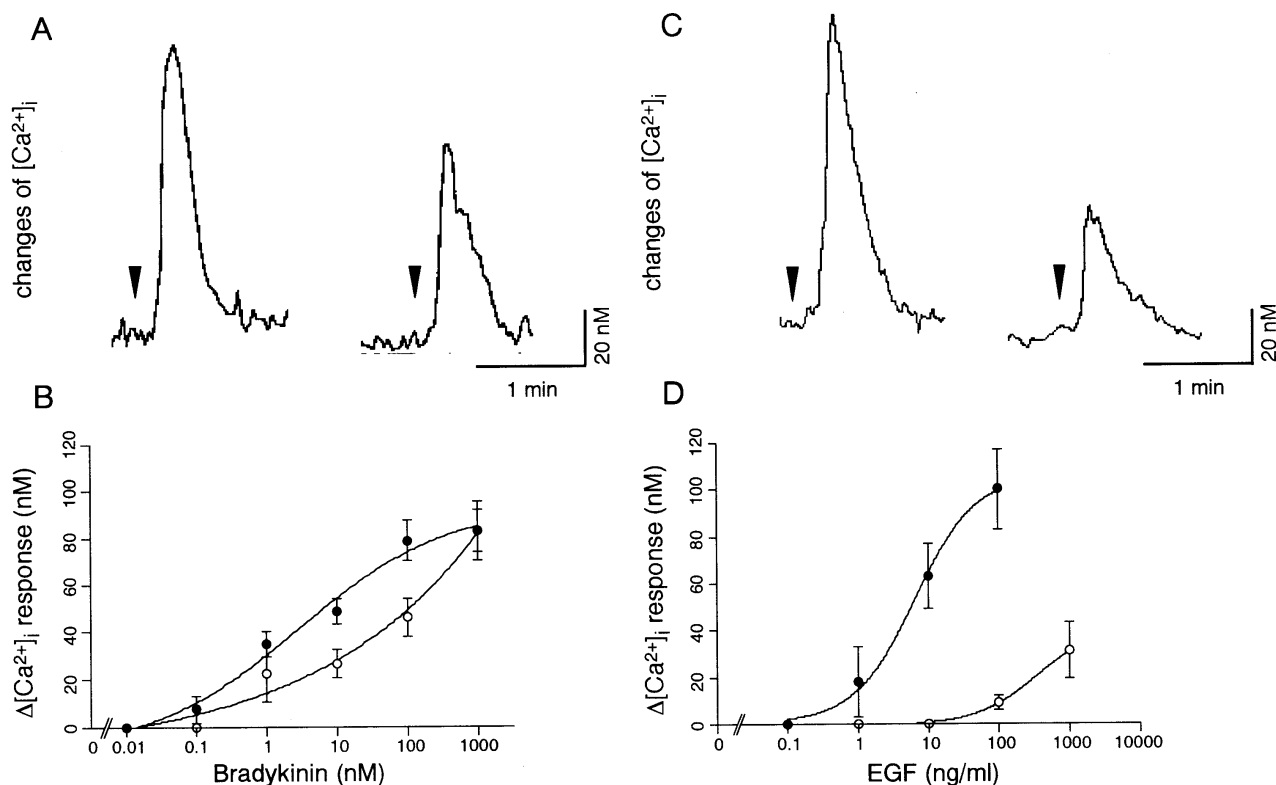 A
changes of [Ca²⁺]ᵢ
20 nM
1 min
C
changes of [Ca²⁺]ᵢ
20 nM
1 min
B
Δ[Ca²⁺]ᵢ response (nM)
120
100
80
60
40
20
0
0 0.01 0.1 1 10 100 1000
Bradykinin (nM)
D
Δ[Ca²⁺]ᵢ response (nM)
120
100
80
60
40
20
0
0 0.1 1 10 100 1000 10000
EGF (ng/ml)